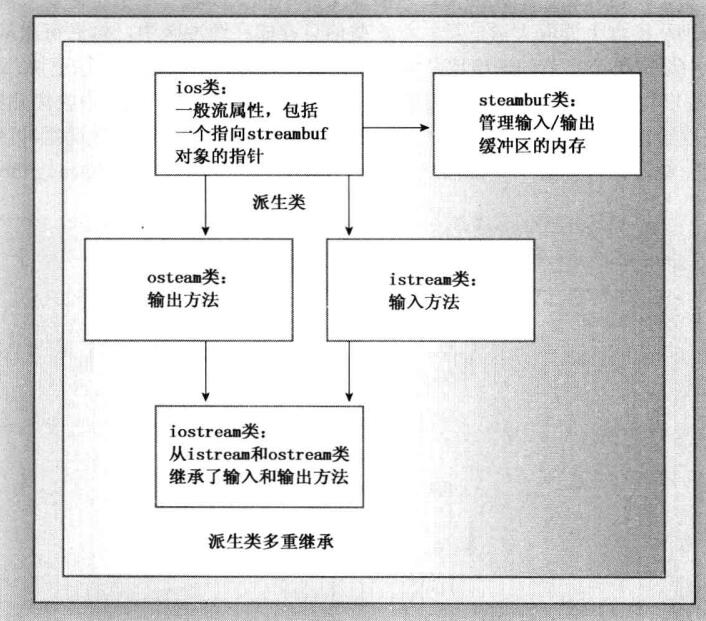 ios类:
一般流属性,包括
一个指向streambuf
对象的指针
steambuf类:
管理输入/输出
缓冲区的内存
派生类
osteam类:
输出方法
istream类:
输入方法
iostream类:
从istream和ostream类
继承了输入和输出方法
派生类多重继承